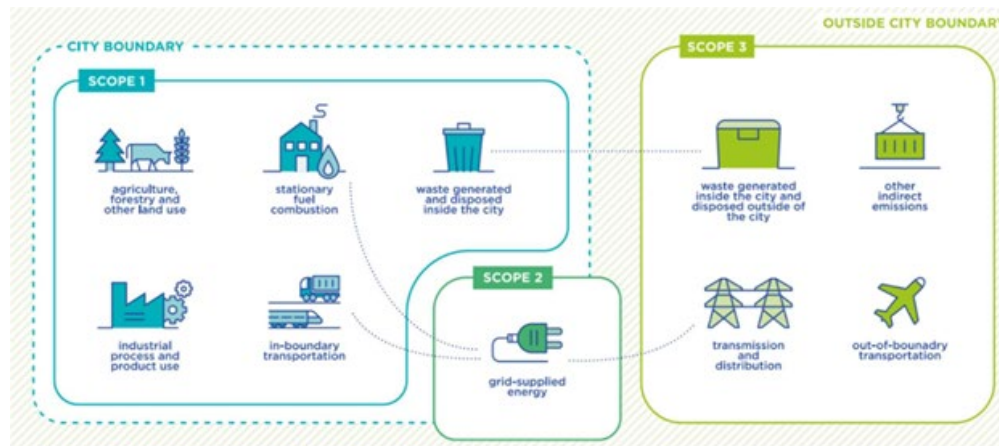 OUTSIDE CITY BOUNDARY
CITY BOUNDARY
SCOPE 1
agriculture,
forestry and
other land use
stationary
fuel
combustion
waste generated
and disposed
inside the city
industrial
process and
product use
in-boundary
transportation
SCOPE 2
grid-supplied
energy
SCOPE 3
waste generated
inside the city and
disposed outside of
the city
other
indirect
emissions
transmission
and
distribution
out-of-bounadry
transportation